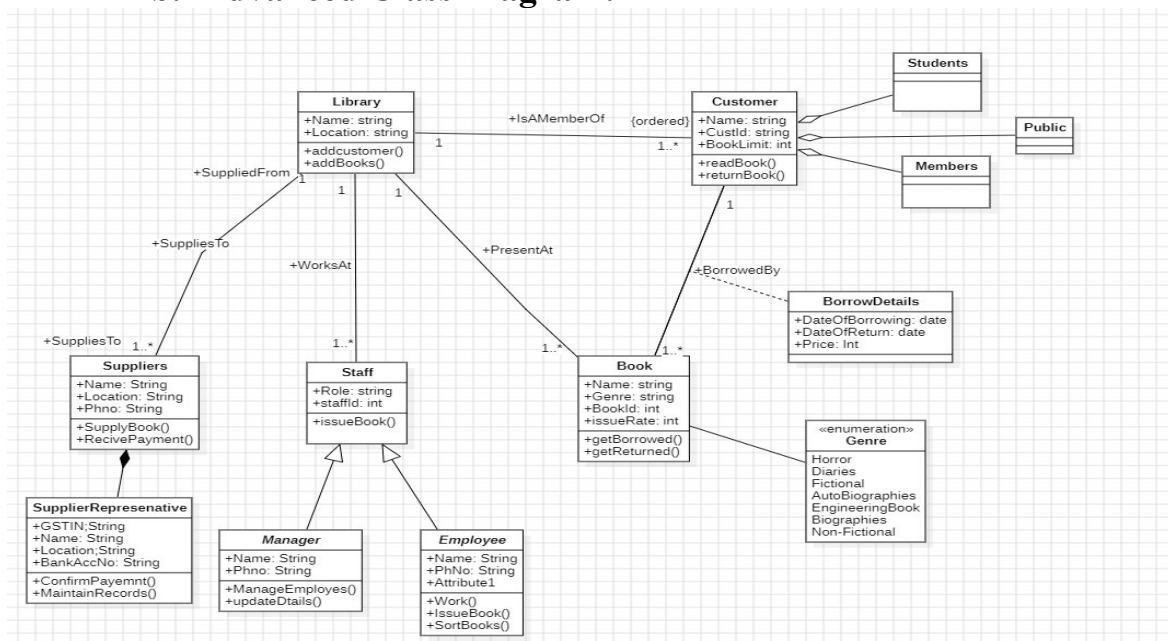 b. Advanced Class Diagram:
Students
Library
+Name: string
+Location: string
+addcustomer()
+addBooks()
+IsAMemberOf
{ordered}
1
1..*
Customer
+Name: string
+CustId: string
+BookLimit: int
+readBook()
+returnBook()
Public
Members
+SuppliedFrom
1
1
1
1
+SuppliesTo
+WorksAt
+PresentAt
+BorrowedBy
BorrowDetails
+DateOfBorrowing: date
+DateOfReturn: date
+Price: Int
+SuppliesTo
1..*
1..*
1..*
1..*
Suppliers
+Name: String
+Location: String
+Phno: String
+SupplyBook()
+RecivePayment()
Staff
+Role: string
+staffId: int
+issueBook()
Book
+Name: string
+Genre: string
+BookId: int
+issueRate: int
+getBorrowed()
+getReturned()
«enumeration»
Genre
Horror
Diaries
Fictional
AutoBiographies
EngineeringBook
Biographies
Non-Fictional
SupplierRepresenative
+GSTIN;String
+Name: String
+Location;String
+BankAccNo: String
+ConfirmPayemnt()
+MaintainRecords()
Manager
+Name: String
+Phno: String
+ManageEmployes()
+updateDtails()
Employee
+Name: String
+PhNo: String
+Attribute1
+Work()
+IssueBook()
+SortBooks()